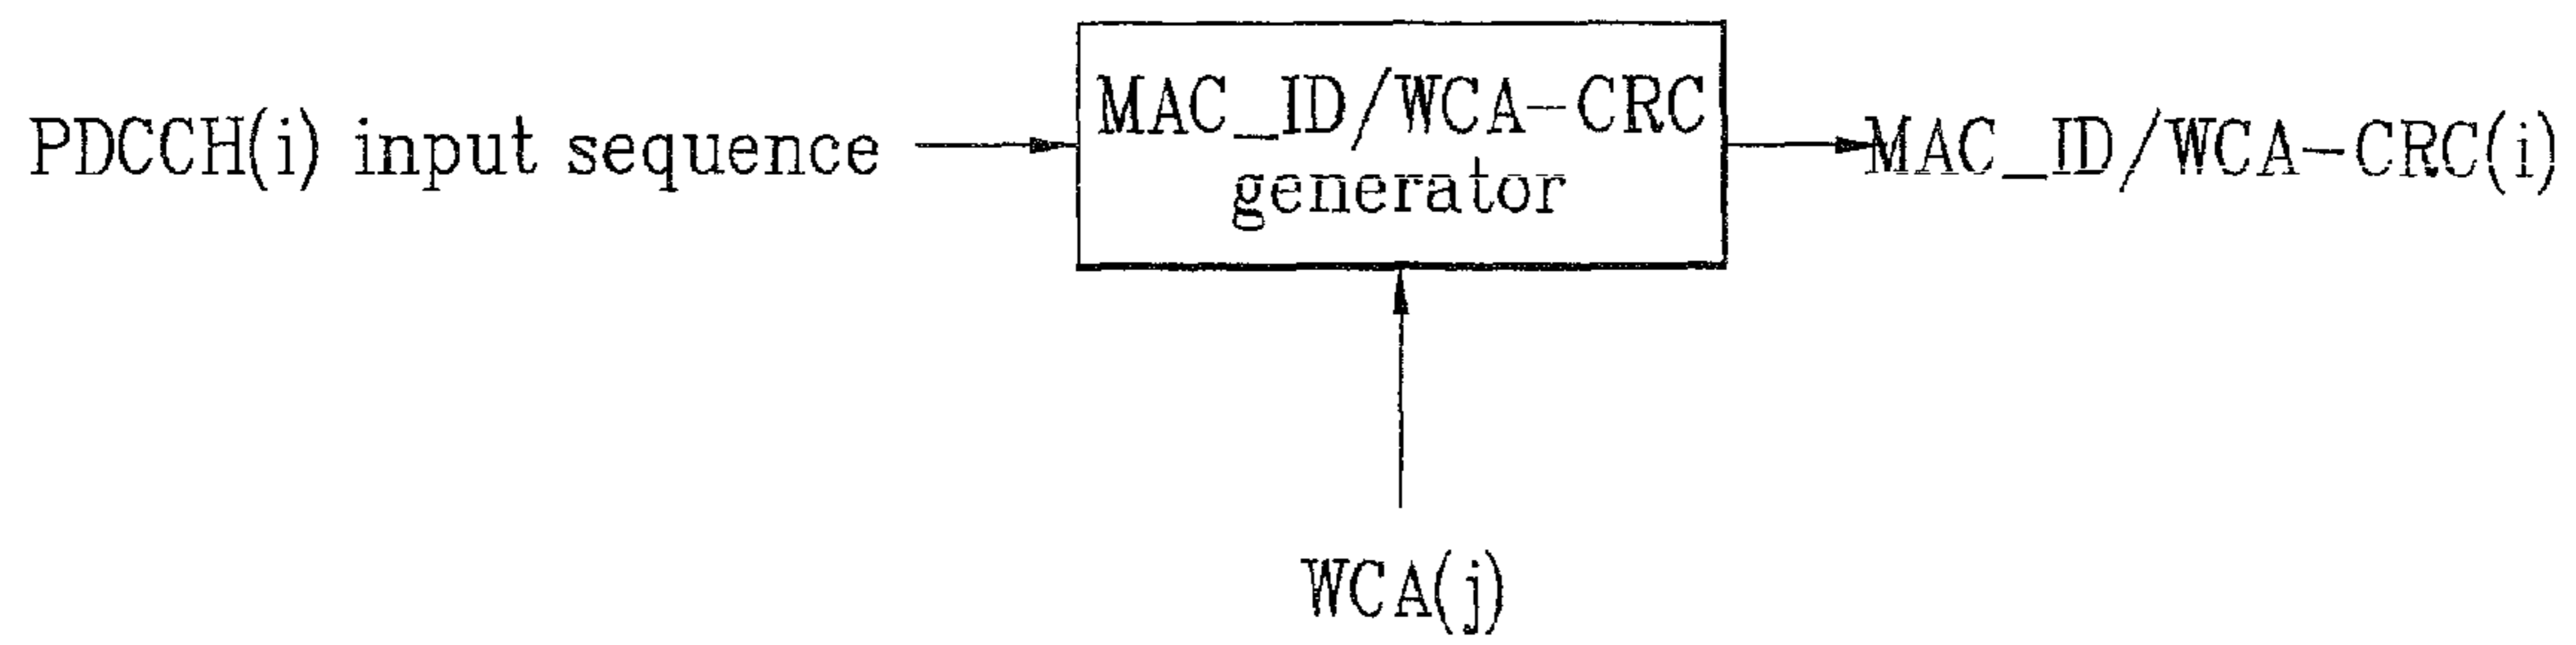 PDCCH(i) input sequence
MAC_ID/WCA-CRC
generator
MAC_ID/WCA-CRC(i)
WCA(j)